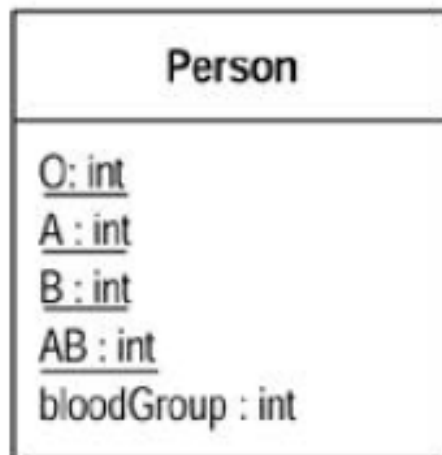 Person
O: int
A : int
B : int
AB : int
bloodGroup : int